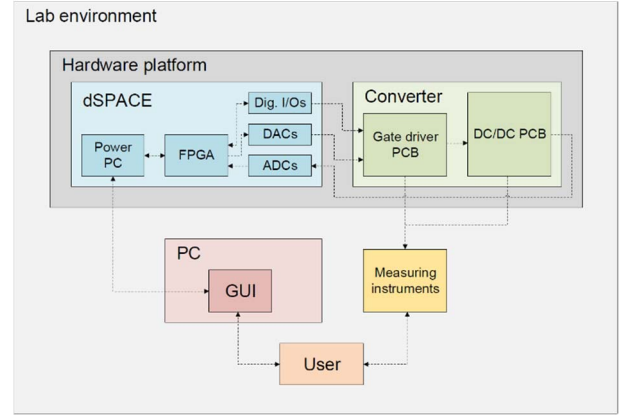 Lab environment
Hardware platform
dSPACE
Dig. I/Os
DACs
ADCs
Power
PC
FPGA
Converter
Gate driver
PCB
DC/DC PCB
PC
GUI
Measuring
instruments
User